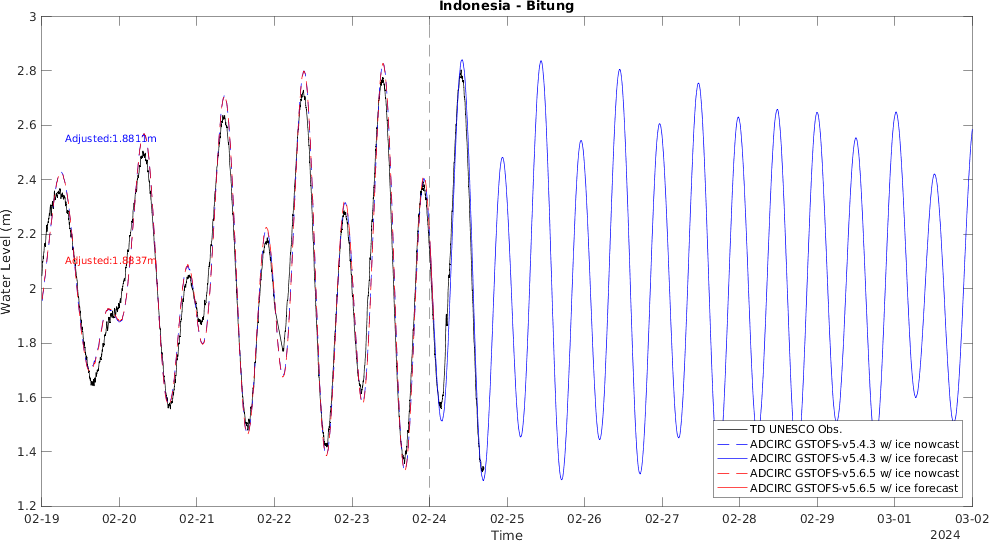 Indonesia - Bitung
3
2.8
2.6
2.4
2.2
2
1.8
1.6
1.4
1.2
Water Level (m)
Adjusted:1.8811m
Adjusted:1.8837m
TD UNESCO Obs.
ADCIRC GSTOFS-v5.4.3 w/ ice nowcast
ADCIRC GSTOFS-v5.4.3 w/ ice forecast
ADCIRC GSTOFS-v5.6.5 w/ ice nowcast
ADCIRC GSTOFS-v5.6.5 w/ ice forecast
02-19 02-20 02-21 02-22 02-23 02-24 02-25 02-26 02-27 02-28 02-29 03-01 03-02
Time
2024